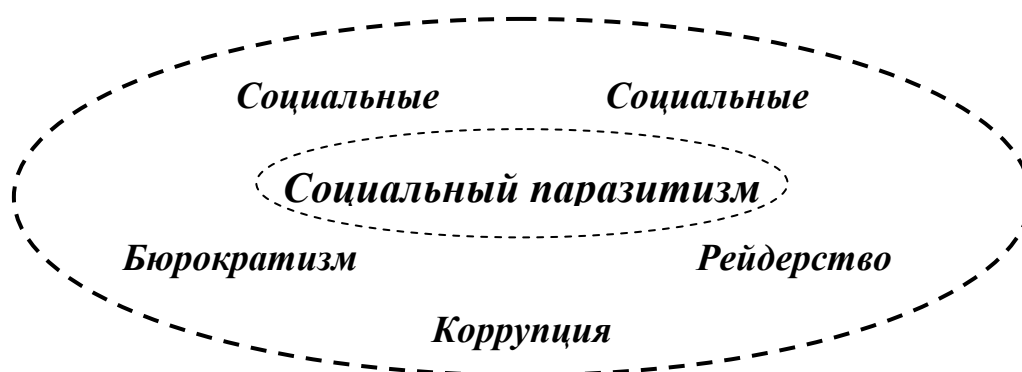 Социальные Социальные
Социальный паразитизм
Бюрократизм Рейдерство
Коррупция